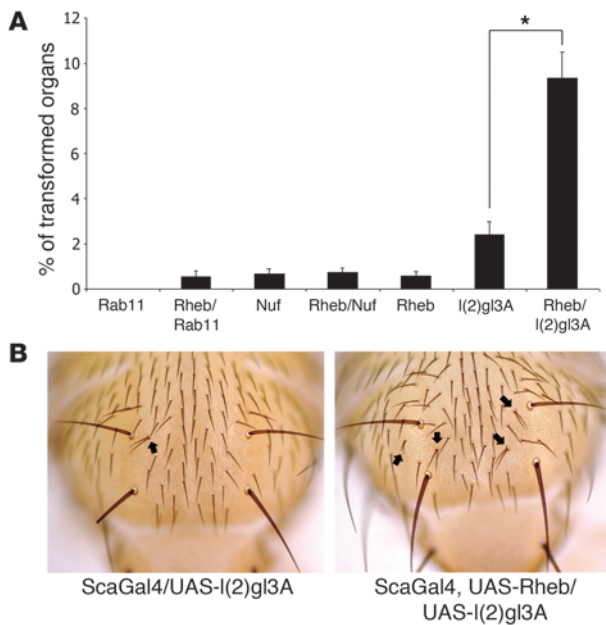 A
% of transformed organs
12
10
8
6
4
2
0
*
Rab11
Rheb/
Rab11
Nuf
Rheb/Nuf
Rheb
l(2)gl3A
Rheb/
l(2)gl3A
B
ScaGal4/UAS-l(2)gl3A
ScaGal4, UAS-Rheb/
UAS-l(2)gl3A